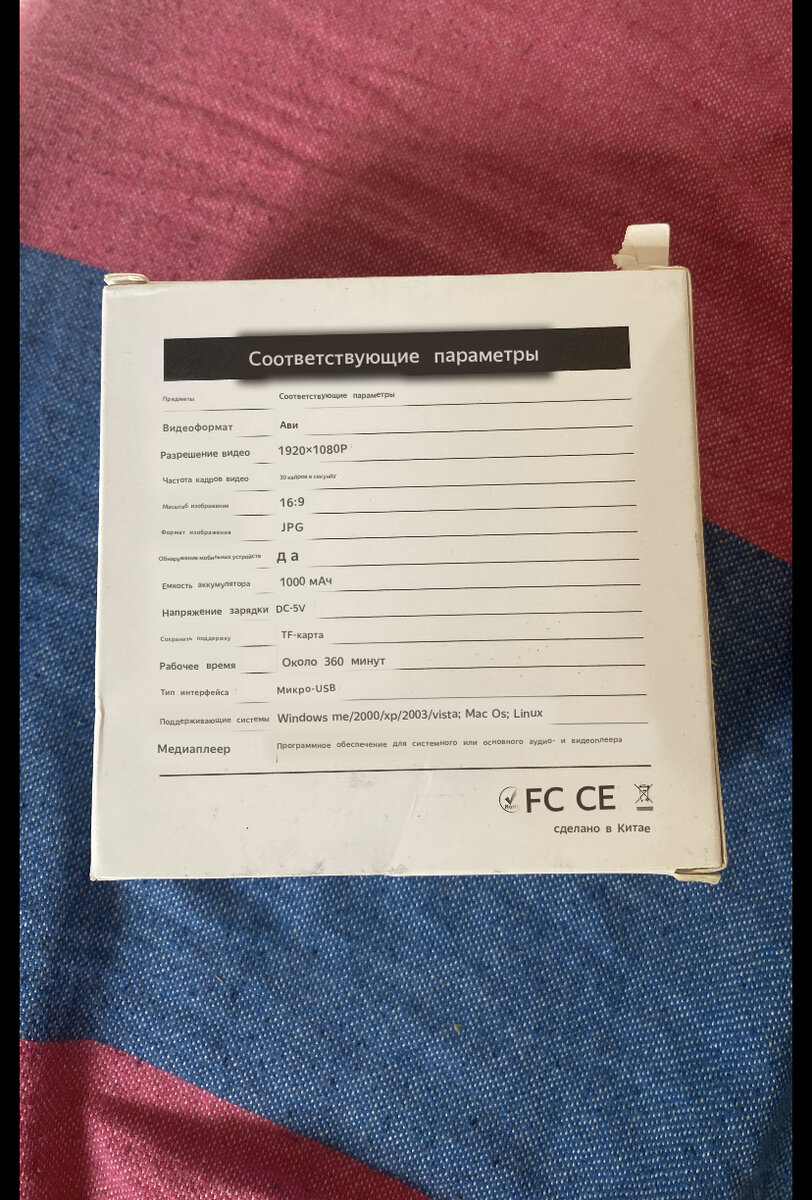 Соответствующие параметры
Предметы Соответствующие параметры
Видеоформат Ави
Разрешение видео 1920×1080P
Частота кадров видео 30 кадров в секунду
Масштаб изображения 16:9
Формат изображения JPG
Обнаружение мобильных устройств да
Емкость аккумулятора 1000 мАч
Напряжение зарядки DC-5V
Сохранить поддержку TF-карта
Рабочее время Около 360 минут
Тип интерфейса Микро-USB
Поддерживающие системы Windows me/2000/xp/2003/vista; Mac Os; Linux
Медиаплеер Программное обеспечение для системного или основного аудио- и видеоплеера
RoHS FC CE
сделано в Китае